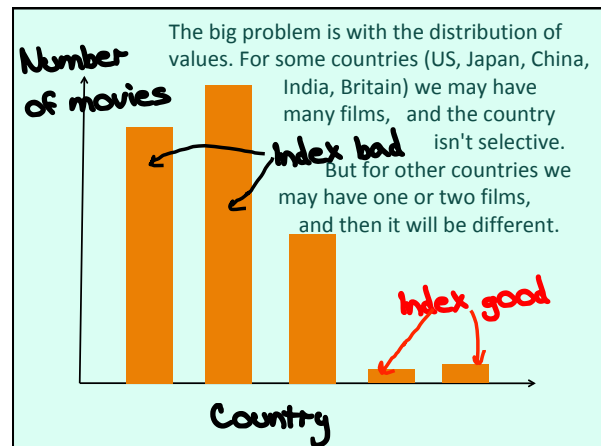 The big problem is with the distribution of
values. For some countries (US, Japan, China,
India, Britain) we may have
many films, and the country
isn't selective.
But for other countries we
may have one or two films,
and then it will be different.
Number
of movies
Index bad
Index good
Country